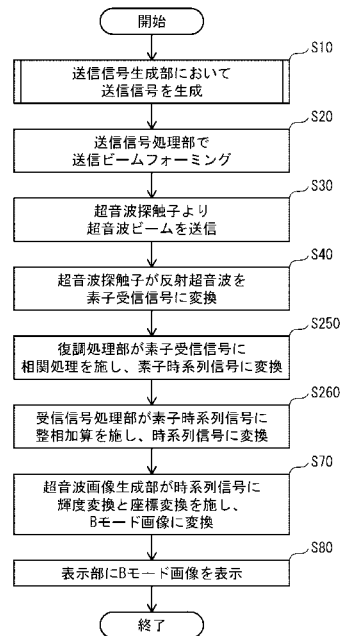 開始
S10
送信信号生成部において
送信信号を生成
S20
送信信号処理部で
送信ビームフォーミング
S30
超音波探触子より
超音波ビームを送信
S40
超音波探触子が反射超音波を
素子受信信号に変換
S250
復調処理部が素子受信信号に
相関処理を施し、素子時系列信号に変換
S260
受信信号処理部が素子時系列信号に
整相加算を施し、時系列信号に変換
S70
超音波画像生成部が時系列信号に
輝度変換と座標変換を施し、
Bモード画像に変換
S80
表示部にBモード画像を表示
終了